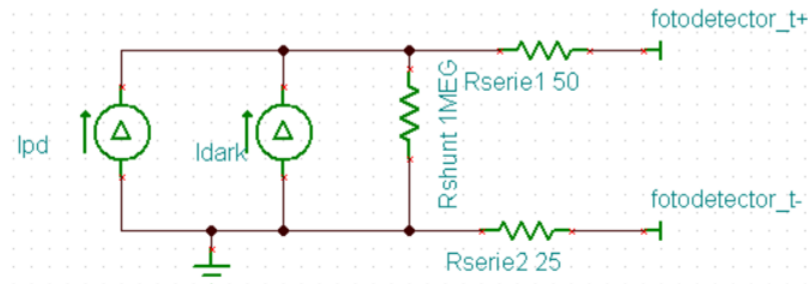 fotodetector_t+
Rserie1 50
Ipd
Idark
Rshunt 1MEG
fotodetector_t-
Rserie2 25